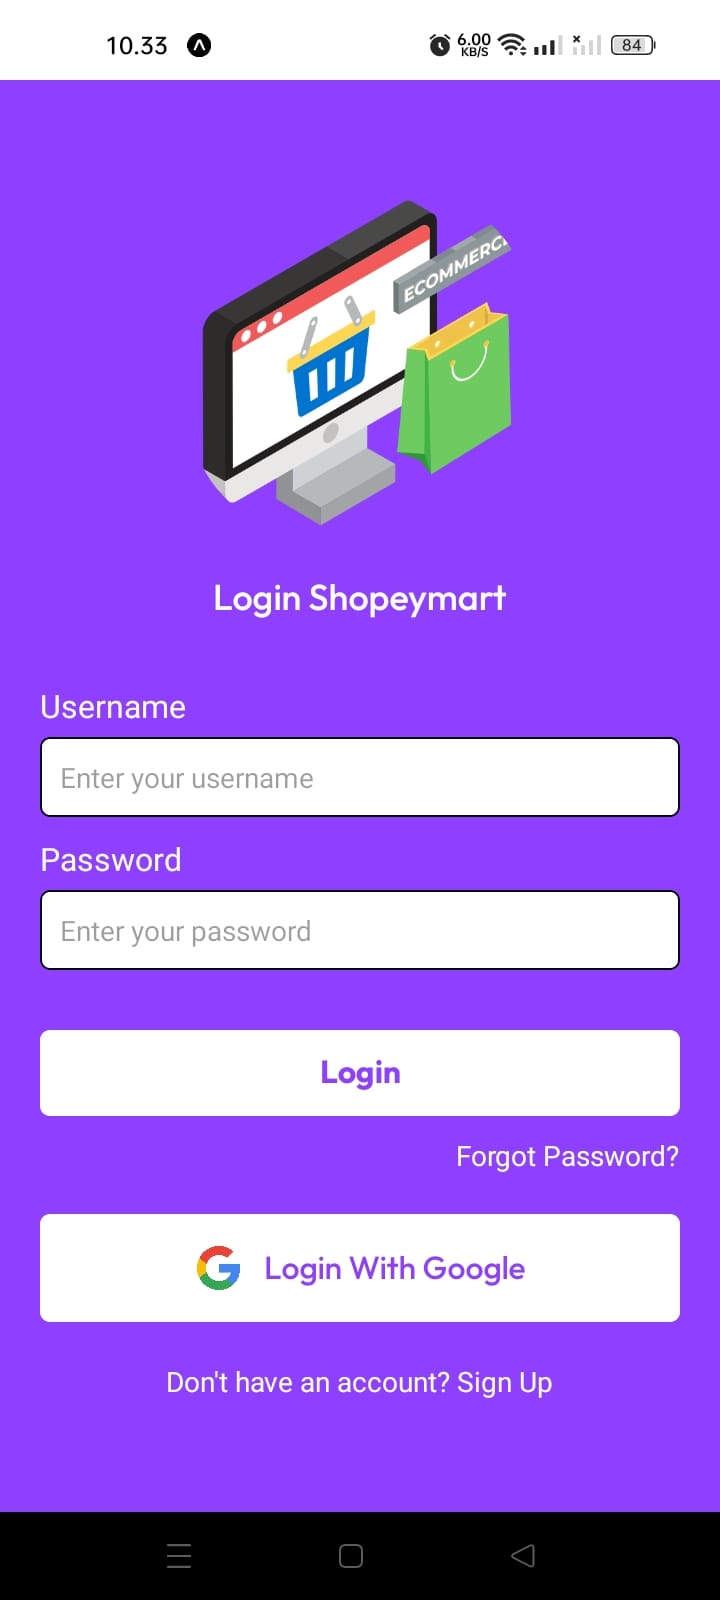 10.33 6.00 KB/S 84
ECOMMERCE
Login Shopeymart
Username
Enter your username
Password
Enter your password
Login
Forgot Password?
Login With Google
Don't have an account? Sign Up